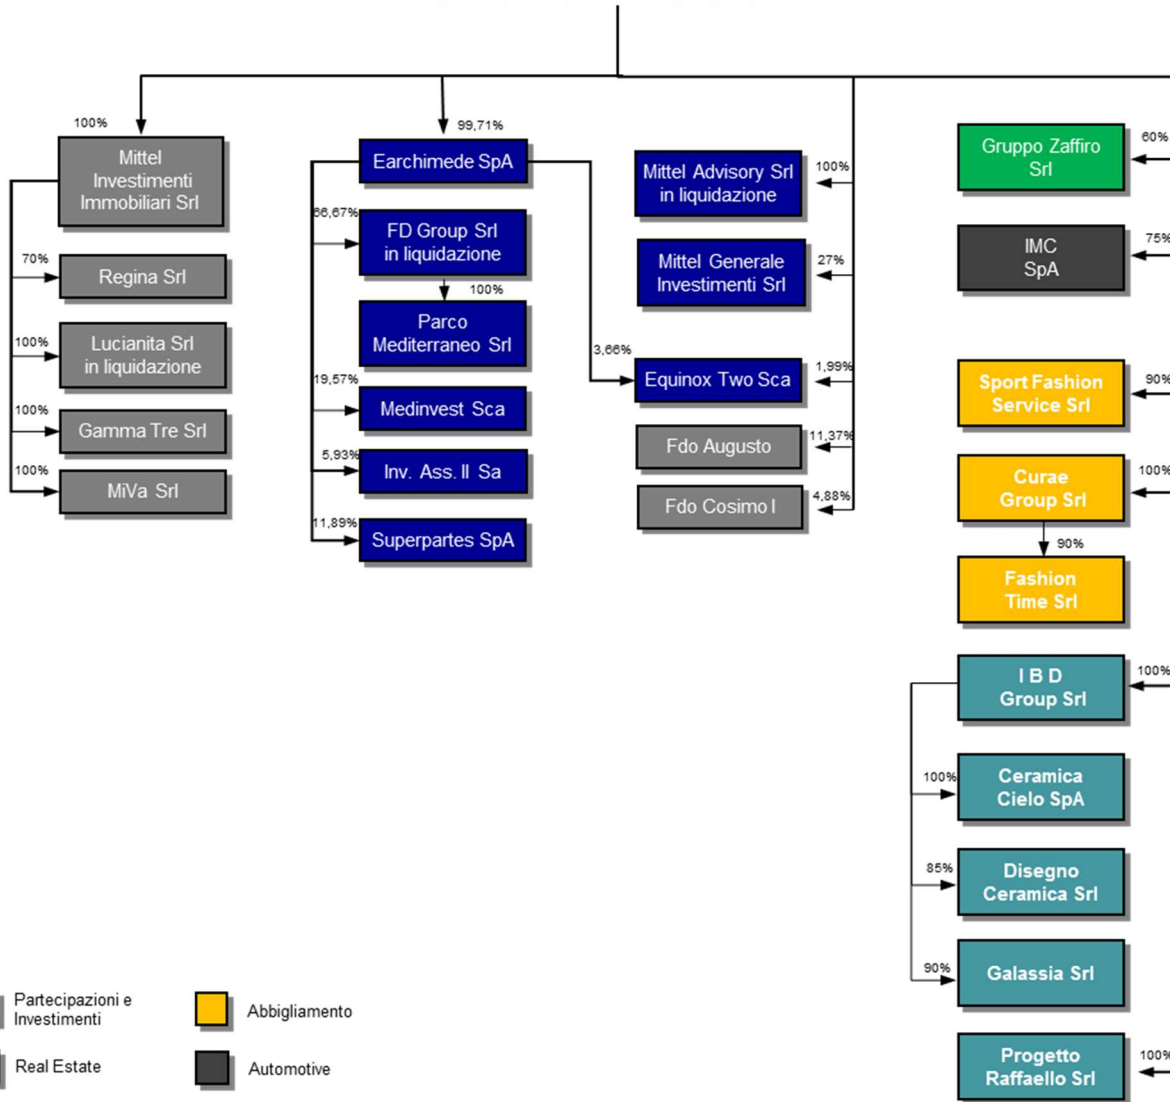 100%
Mittel
Investimenti
Immobiliari Srl
70%
Regina Srl
100%
Lucianita Srl
in liquidazione
100%
Gamma Tre Srl
100%
MiVa Srl
99,71%
Earchimede SpA
66,67%
FD Group Srl
in liquidazione
100%
Parco
Mediterraneo Srl
19,57%
Medinvest Sca
5,93%
Inv. Ass. II Sa
11,89%
Superpartes SpA
3,66%
Mittel Advisory Srl
in liquidazione
100%
Mittel Generale
Investimenti Srl
27%
Equinox Two Sca
1,99%
Fdo Augusto
11,37%
Fdo Cosimo I
4,88%
Gruppo Zaffiro
Srl
60%
IMC
SpA
75%
Sport Fashion
Service Srl
90%
Curae
Group Srl
100%
90%
Fashion
Time Srl
I B D
Group Srl
100%
100%
Ceramica
Cielo SpA
85%
Disegno
Ceramica Srl
90%
Galassia Srl
Progetto
Raffaello Srl
100%
Partecipazioni e
Investimenti
Abbigliamento
Real Estate
Automotive